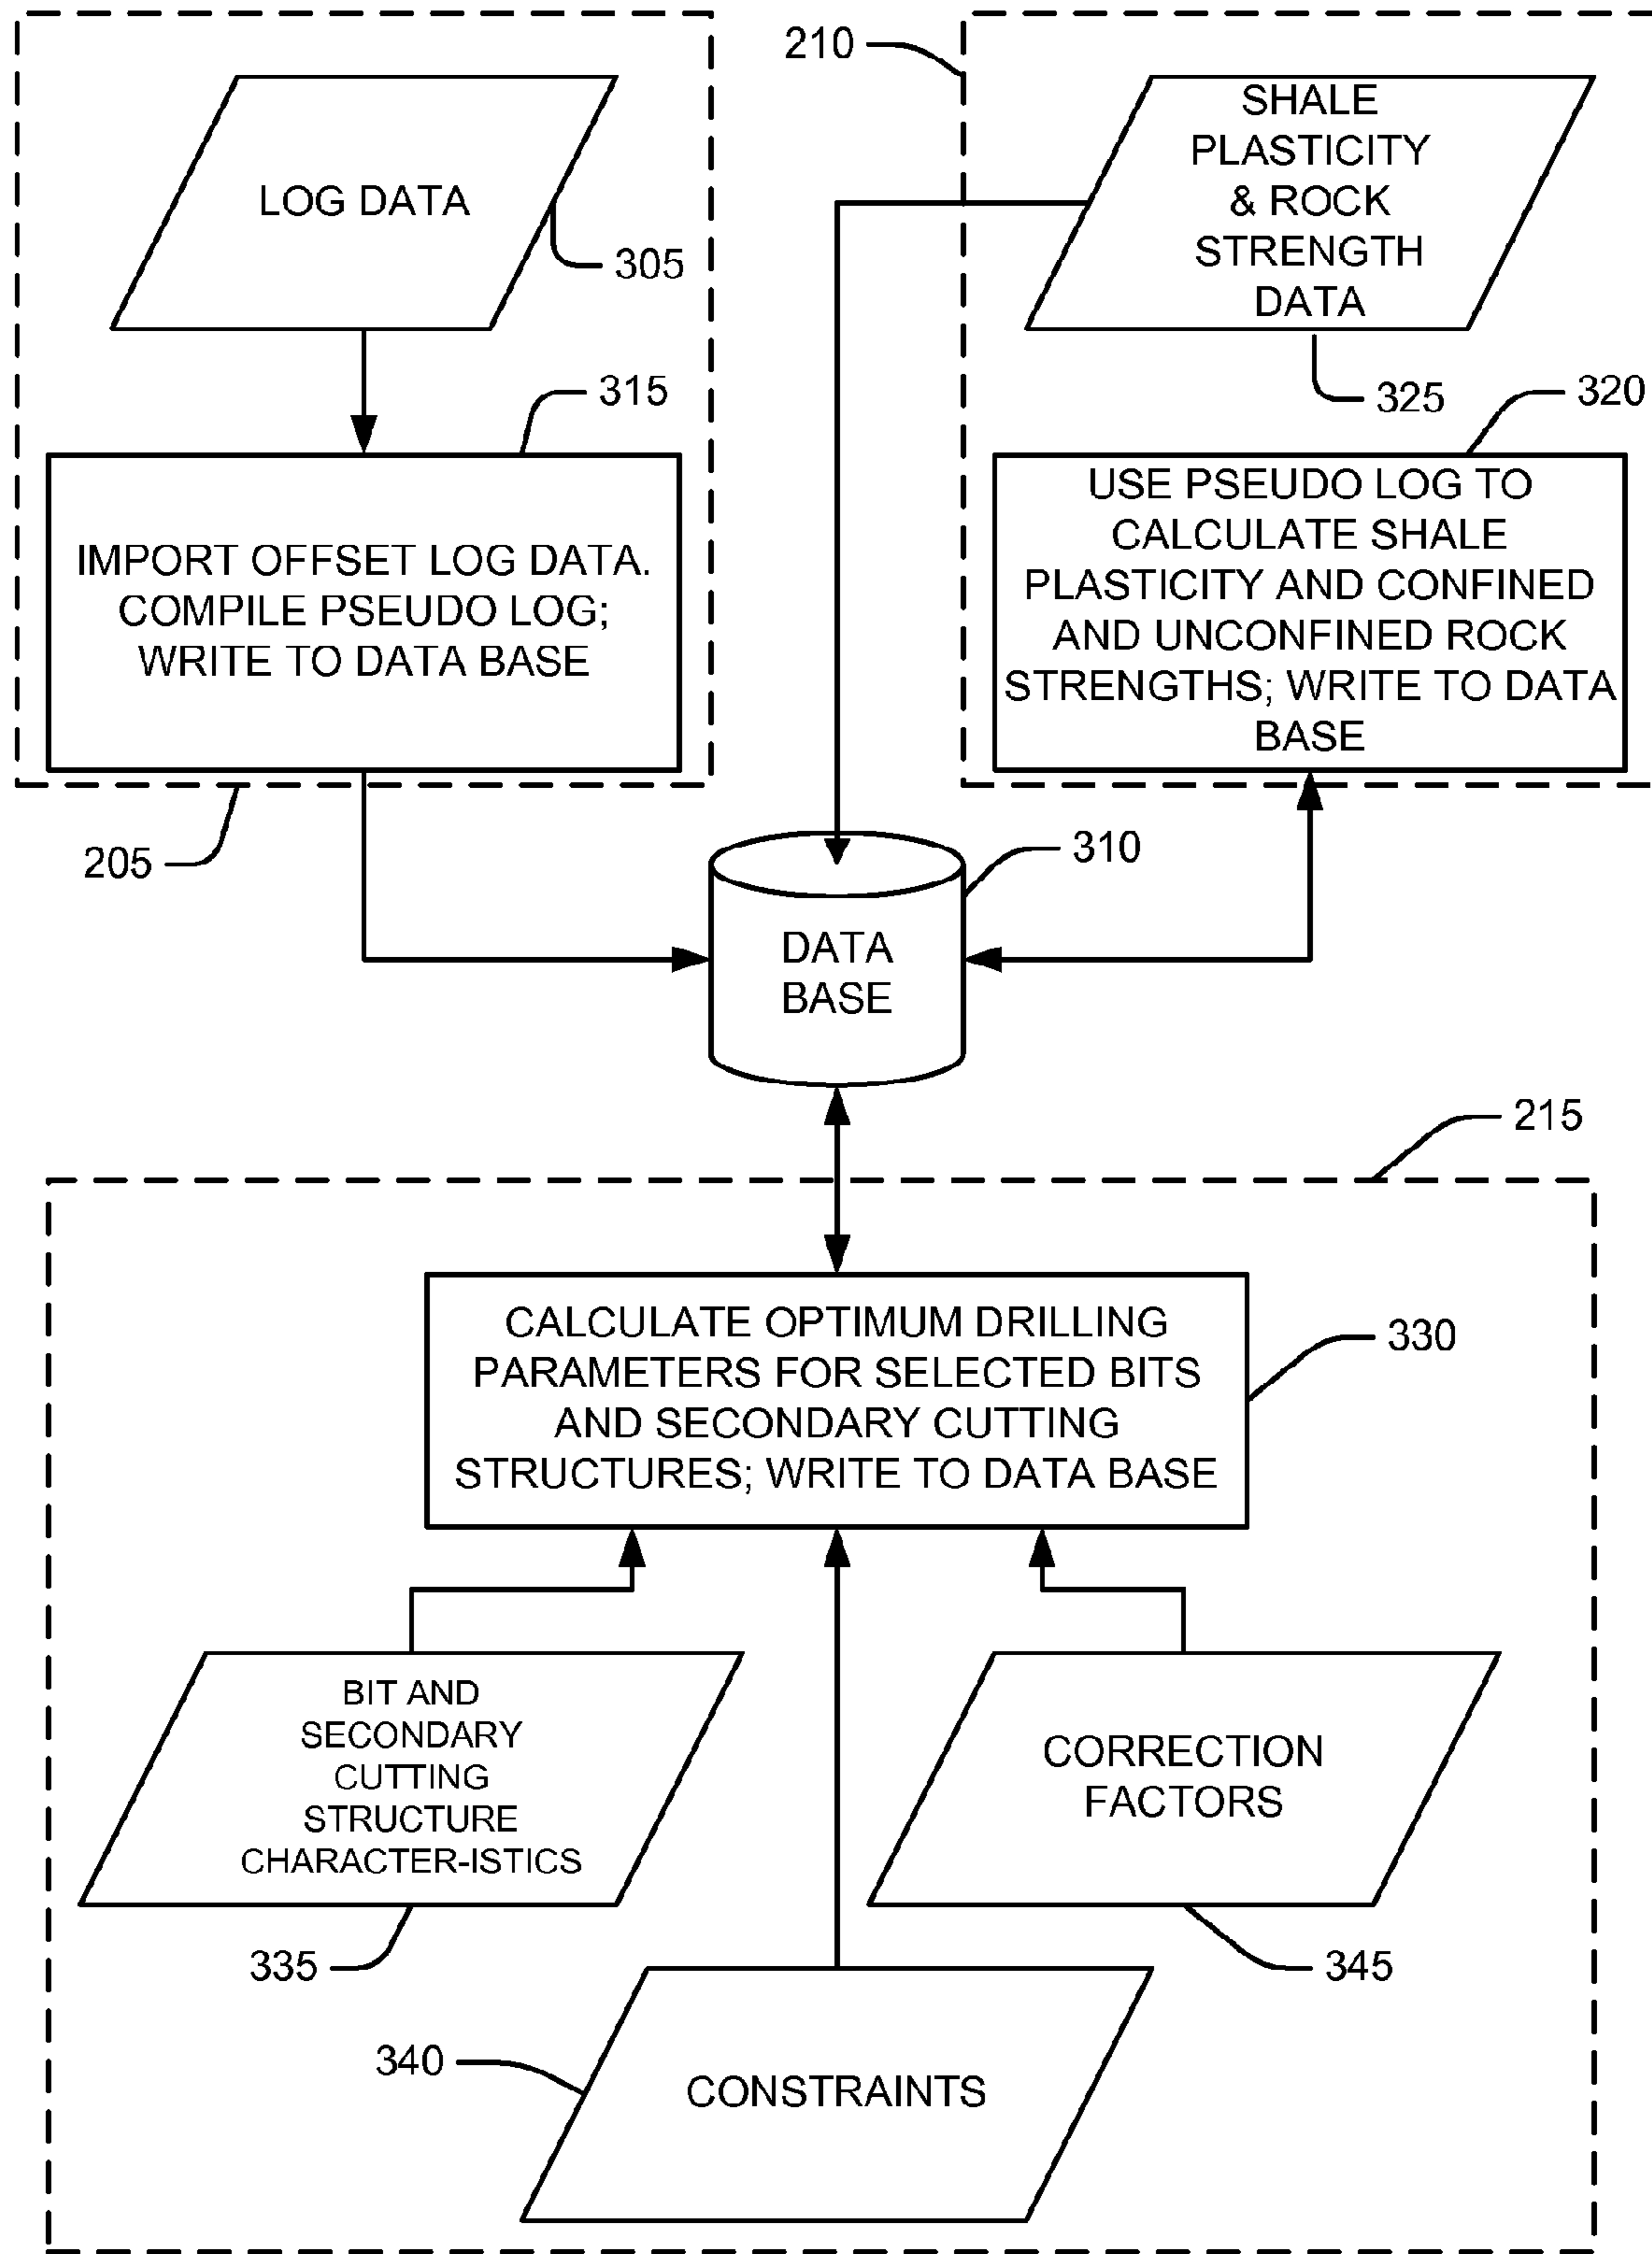 LOG DATA
305
315
IMPORT OFFSET LOG DATA.
COMPILE PSEUDO LOG;
WRITE TO DATA BASE
205
210
SHALE
PLASTICITY
& ROCK
STRENGTH
DATA
325
320
USE PSEUDO LOG TO
CALCULATE SHALE
PLASTICITY AND CONFINED
AND UNCONFINED ROCK
STRENGTHS; WRITE TO DATA
BASE
310
DATA
BASE
215
CALCULATE OPTIMUM DRILLING
PARAMETERS FOR SELECTED BITS
AND SECONDARY CUTTING
STRUCTURES; WRITE TO DATA BASE
330
BIT AND
SECONDARY
CUTTING
STRUCTURE
CHARACTER-ISTICS
335
CORRECTION
FACTORS
345
340
CONSTRAINTS